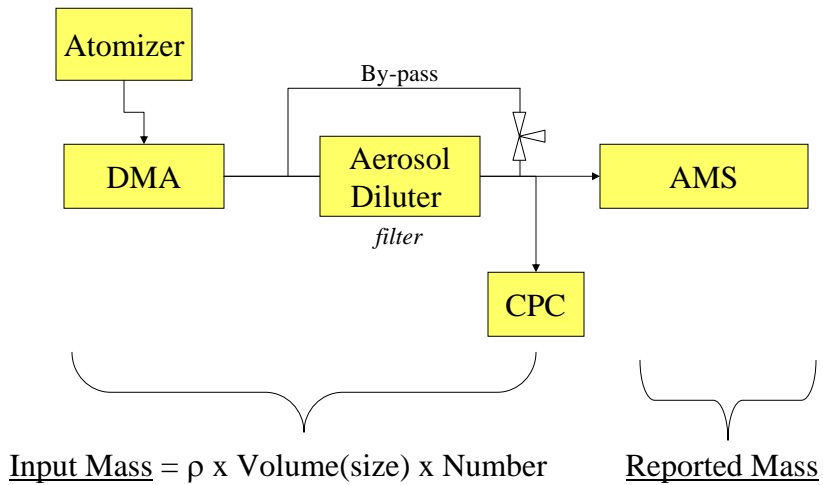 Atomizer
By-pass
DMA
Aerosol
Diluter
AMS
filter
CPC
Input Mass = ρ x Volume(size) x Number
Reported Mass